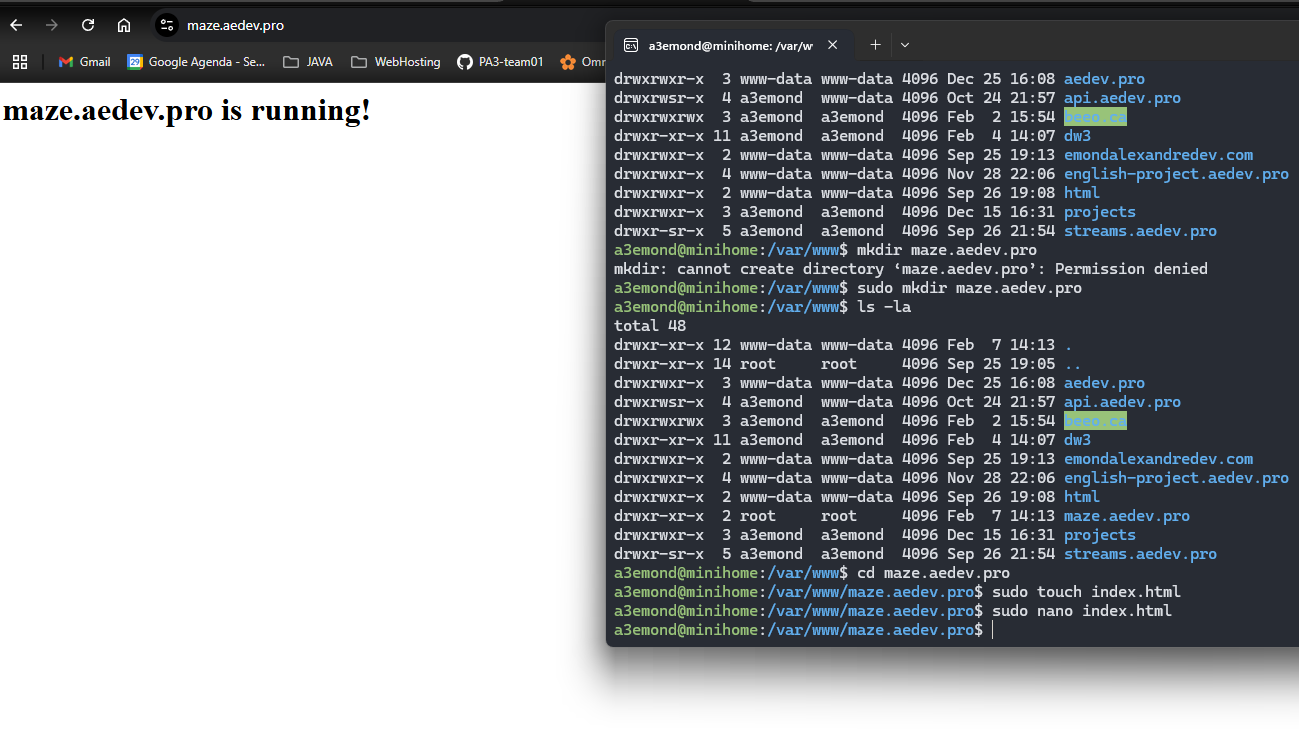 maze.aedev.pro
Gmail
Google Agenda - Se...
JAVA
WebHosting
PA3-team01
Omr
maze.aedev.pro is running!
a3emond@minihome: /var/w
drwxrwxr-x  3 www-data www-data 4096 Dec 25 16:08 aedev.pro
drwxrwsr-x  4 a3emond  www-data 4096 Oct 24 21:57 api.aedev.pro
drwxrwxrwx  3 a3emond  a3emond  4096 Feb  2 15:54 beeo.ca
drwxr-xr-x 11 a3emond  a3emond  4096 Feb  4 14:07 dw3
drwxrwxr-x  2 www-data www-data 4096 Sep 25 19:13 emondalexandredev.com
drwxrwxr-x  4 www-data www-data 4096 Nov 28 22:06 english-project.aedev.pro
drwxrwxr-x  2 www-data www-data 4096 Sep 26 19:08 html
drwxrwxr-x  3 a3emond  a3emond  4096 Dec 15 16:31 projects
drwxr-sr-x  5 a3emond  a3emond  4096 Sep 26 21:54 streams.aedev.pro
a3emond@minihome:/var/www$ mkdir maze.aedev.pro
mkdir: cannot create directory ‘maze.aedev.pro’: Permission denied
a3emond@minihome:/var/www$ sudo mkdir maze.aedev.pro
a3emond@minihome:/var/www$ ls -la
total 48
drwxr-xr-x 12 www-data www-data 4096 Feb  7 14:13 .
drwxr-xr-x 14 root     root     4096 Sep 25 19:05 ..
drwxrwxr-x  3 www-data www-data 4096 Dec 25 16:08 aedev.pro
drwxrwsr-x  4 a3emond  www-data 4096 Oct 24 21:57 api.aedev.pro
drwxrwxrwx  3 a3emond  a3emond  4096 Feb  2 15:54 beeo.ca
drwxr-xr-x 11 a3emond  a3emond  4096 Feb  4 14:07 dw3
drwxrwxr-x  2 www-data www-data 4096 Sep 25 19:13 emondalexandredev.com
drwxrwxr-x  4 www-data www-data 4096 Nov 28 22:06 english-project.aedev.pro
drwxrwxr-x  2 www-data www-data 4096 Sep 26 19:08 html
drwxr-xr-x  2 root     root     4096 Feb  7 14:13 maze.aedev.pro
drwxrwxr-x  3 a3emond  a3emond  4096 Dec 15 16:31 projects
drwxr-sr-x  5 a3emond  a3emond  4096 Sep 26 21:54 streams.aedev.pro
a3emond@minihome:/var/www$ cd maze.aedev.pro
a3emond@minihome:/var/www/maze.aedev.pro$ sudo touch index.html
a3emond@minihome:/var/www/maze.aedev.pro$ sudo nano index.html
a3emond@minihome:/var/www/maze.aedev.pro$